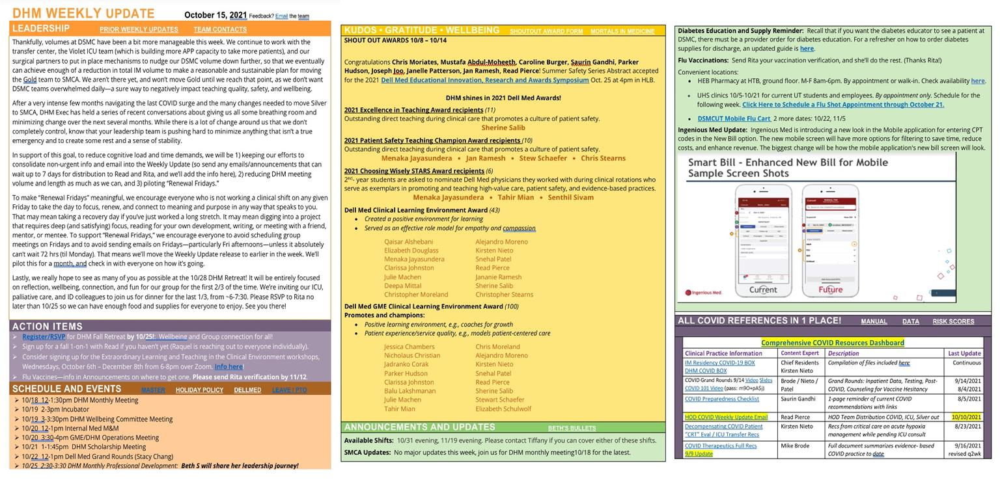 DHM WEEKLY UPDATE
October 15, 2021 Feedback? Email the team
LEADERSHIP PRIOR WEEKLY UPDATES TEAM CONTACTS
Thankfully, volumes at DSMC have been a bit more manageable this week. We continue to work with the
transfer center, the Violet ICU team (which is building more APP capacity to take more patients), and our
surgical partners to put in place mechanisms to nudge our DSMC volume down further, so that we eventually
can achieve enough of a reduction in total IM volume to make a reasonable and sustainable plan for moving
the Gold team to SMCA. We aren't there yet, and won't move Gold until we reach that point, as we don't want
DSMC teams overwhelmed daily—a sure way to negatively impact teaching quality, safety, and wellbeing.
After a very intense few months navigating the last COVID surge and the many changes needed to move Silver
to SMCA, DHM Exec has held a series of recent conversations about giving us all some breathing room and
minimizing change over the next several months. While there is a lot of change around us that we don't
completely control, know that your leadership team is pushing hard to minimize anything that isn't a true
emergency and to create some rest and a sense of stability.
In support of this goal, to reduce cognitive load and time demands, we will be 1) keeping our efforts to
consolidate non-urgent info and email into the Weekly Update (so send any emails/announcements that can
wait up to 7 days for distribution to Read and Rita, and we'll add the info here), 2) reducing DHM meeting
volume and length as much as we can, and 3) piloting "Renewal Fridays."
To make "Renewal Fridays" meaningful, we encourage everyone who is not working a clinical shift on any given
Friday to take the day to focus, renew, and connect to meaning and purpose in any way that speaks to you.
That may mean taking a recovery day if you've just worked a long stretch. It may mean digging into a project
that requires deep (and satisfying) focus, reading for your own development, writing, or meeting with a friend,
mentor, or mentee. To support "Renewal Fridays," we encourage everyone to avoid scheduling group
meetings on Fridays and to avoid sending emails on Fridays—particularly Fri afternoons—unless it absolutely
can't wait 72 hrs (til Monday). That means we'll move the Weekly Update release to earlier in the week. We'll
pilot this for a month, and check in with everyone on how it's going.
Lastly, we really hope to see as many of you as possible at the 10/28 DHM Retreat! It will be entirely focused
on reflection, wellbeing, connection, and fun for our group for the first 2/3 of the time. We're inviting our ICU,
palliative care, and ID colleagues to join us for dinner for the last 1/3, from ~6-7:30. Please RSVP to Rita no
later than 10/25 so we can have enough food and supplies for everyone to enjoy. See you there!
ACTION ITEMS
➢ Register/RSVP for DHM Fall Retreat by 10/25!: Wellbeing and Group connection for all!
➢ Sign up for a fall 1-on-1 with Read if you haven't yet (Raquel is reaching out to everyone individually).
➢ Consider signing up for the Extraordinary Learning and Teaching in the Clinical Environment workshops,
Wednesdays, October 6th – December 8th from 6-8pm over Zoom. Info here!
➢ Flu Vaccines—info in Announcements on where to get one. Please send Rita verification by 11/12.
SCHEDULE AND EVENTS MASTER HOLIDAY POLICY DELLMED LEAVE / PTO
➢ 10/18 12-1:30pm DHM Monthly Meeting
➢ 10/19 2-3pm Incubator
➢ 10/19 3-3:30pm DHM Wellbeing Committee Meeting
➢ 10/20 12-1pm Internal Med M&M
➢ 10/20 3:30-4pm GME/DHM Operations Meeting
➢ 10/21 1-1:45pm DHM Scholarship Meeting
➢ 10/22 12-1pm Dell Med Grand Rounds (Stacy Chang)
➢ 10/25 2:30-3:30 DHM Monthly Professional Development: Beth S will share her leadership journey!
KUDOS • GRATITUDE • WELLBEING SHOUTOUT AWARD FORM MORTALS IN MEDICINE
SHOUT OUT AWARDS 10/8 – 10/14
Congratulations Chris Moriates, Mustafa Abdul-Moheeth, Caroline Burger, Saurin Gandhi, Parker
Hudson, Joseph Joo, Janelle Patterson, Jan Ramesh, Read Pierce! Summer Safety Series Abstract accepted
for the 2021 Dell Med Educational Innovation, Research and Awards Symposium Oct. 25 at 4pm in HLB.
DHM shines in 2021 Dell Med Awards!
2021 Excellence in Teaching Award recipients (11)
Outstanding direct teaching during clinical care that promotes a culture of patient safety.
Sherine Salib
2021 Patient Safety Teaching Champion Award recipients (10)
Outstanding direct teaching during clinical care that promotes a culture of patient safety.
Menaka Jayasundera • Jan Ramesh • Stew Schaefer • Chris Stearns
2021 Choosing Wisely STARS Award recipients (6)
2nd- year students are asked to nominate Dell Med physicians they worked with during clinical rotations who
serve as exemplars in promoting and teaching high-value care, patient safety, and evidence-based practices.
Menaka Jayasundera • Tahir Mian • Senthil Sivam
Dell Med Clinical Learning Environment Award (43)
• Created a positive environment for learning
• Served as an effective role model for empathy and compassion
Qaisar Alshebani Alejandro Moreno
Elizabeth Douglass Kirsten Nieto
Menaka Jayasundera Snehal Patel
Clarissa Johnston Read Pierce
Julie Machen Jananie Ramesh
Deepa Mittal Sherine Salib
Christopher Moreland Christopher Stearns
Dell Med GME Clinical Learning Environment Award (100)
Promotes and champions:
• Positive learning environment, e.g., coaches for growth
• Patient experience/service quality, e.g., models patient-centered care
Jessica Chambers Chris Moreland
Nicholaus Christian Alejandro Moreno
Jadranko Corak Kirsten Nieto
Parker Hudson Snehal Patel
Clarissa Johnston Read Pierce
Balu Lakshmanan Sherine Salib
Julie Machen Stewart Schaefer
Tahir Mian Elizabeth Schulwolf
ANNOUNCEMENTS AND UPDATES BETH'S BULLETS
Available Shifts: 10/31 evening, 11/19 evening. Please contact Tiffany if you can cover either of these shifts.
SMCA Updates: No major updates this week, join us for DHM monthly meeting10/18 for the latest.
Diabetes Education and Supply Reminder: Recall that if you want the diabetes educator to see a patient at
DSMC, there must be a provider order for diabetes education. For a refresher on how to order diabetes
supplies for discharge, an updated guide is here.
Flu Vaccinations: Send Rita your vaccination verification, and she'll do the rest. (Thanks Rita!)
Convenient locations:
• HEB Pharmacy at HTB, ground floor. M-F 8am-6pm. By appointment or walk-in. Check availability here.
• UHS clinics 10/5-10/21 for current UT students and employees. By appointment only. Schedule for the
following week. Click Here to Schedule a Flu Shot Appointment through October 21.
• DSMCUT Mobile Flu Cart 2 more dates: 10/22, 11/5
Ingenious Med Update: Ingenious Med is introducing a new look in the Mobile application for entering CPT
codes in the New Bill option. The new mobile screen will have more options for filtering to save time, reduce
costs, and enhance revenue. The biggest change will be how the mobile application's new bill screen will look.
Smart Bill - Enhanced New Bill for Mobile
Sample Screen Shots
Current Future
Ingenious Med
ALL COVID REFERENCES IN 1 PLACE! MANUAL DATA RISK SCORES
Comprehensive COVID Resources Dashboard
Clinical Practice Information Content Expert Description Last Update
IM Residency COVID-19 BOX Chief Residents Compilation of files included here Continuous
DHM COVID BOX Kirsten Nieto
COVID Grand Rounds 9/14 Video Slides Brode / Nieto / Grand Rounds: Inpatient Data, Testing, Post- 9/14/2021
COVID 101 Video (pass: m9O+pA$j) Patel COVID, Counseling for Vaccine Hesitancy 8/4/2021
COVID Preparedness Checklist Saurin Gandhi 1-page reminder of current COVID 8/5/2021
recommendations with links
HOD COVID Weekly Update Email Read Pierce HOD Team Distribution COVID, ICU, Silver out 10/10/2021
Decompensating COVID Patient Kirsten Nieto Recs from critical care on acute hypoxia 8/23/2021
"CRT" Eval / ICU Transfer Recs management while pending ICU consult
COVID Therapeutics Full Recs Mike Brode Full document summarizes evidence- based 9/16/2021
9/9 Update COVID practice to date revised q2wk